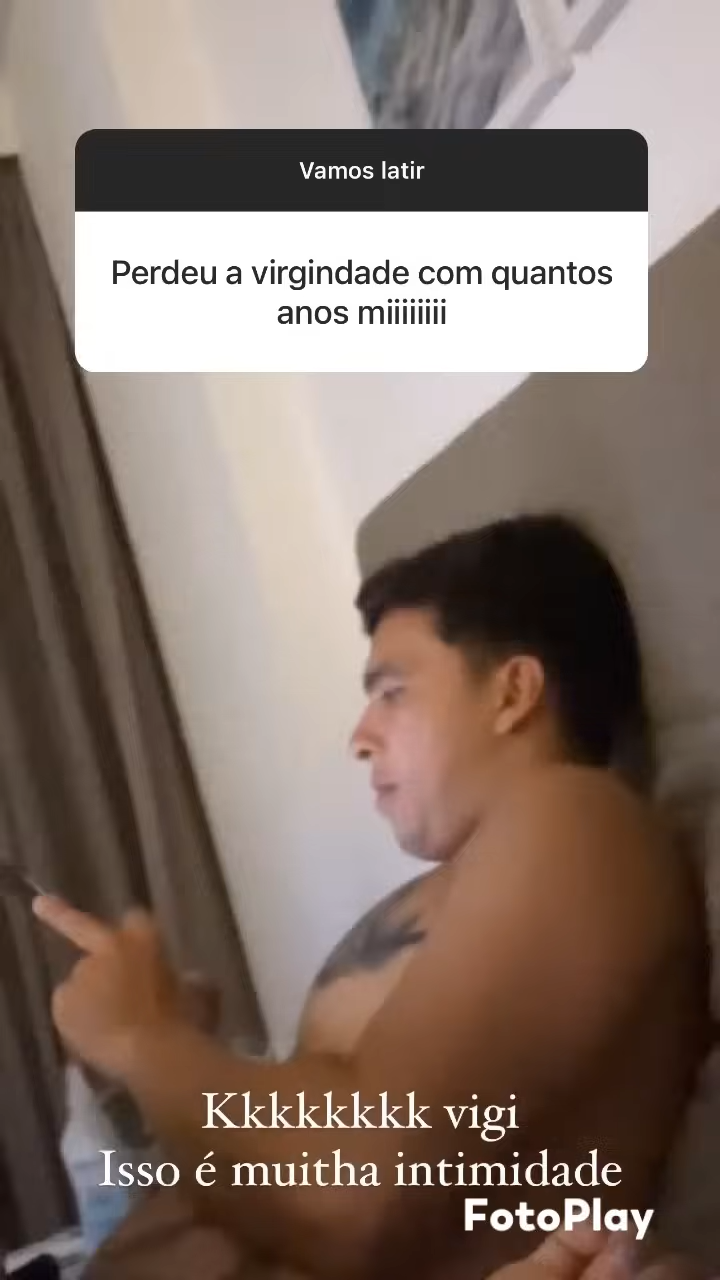 Vamos latir
Perdeu a virgindade com quantos
anos miiiiiiii
Kkkkkkkk vigi
Isso é muitha intimidade
FotoPlay